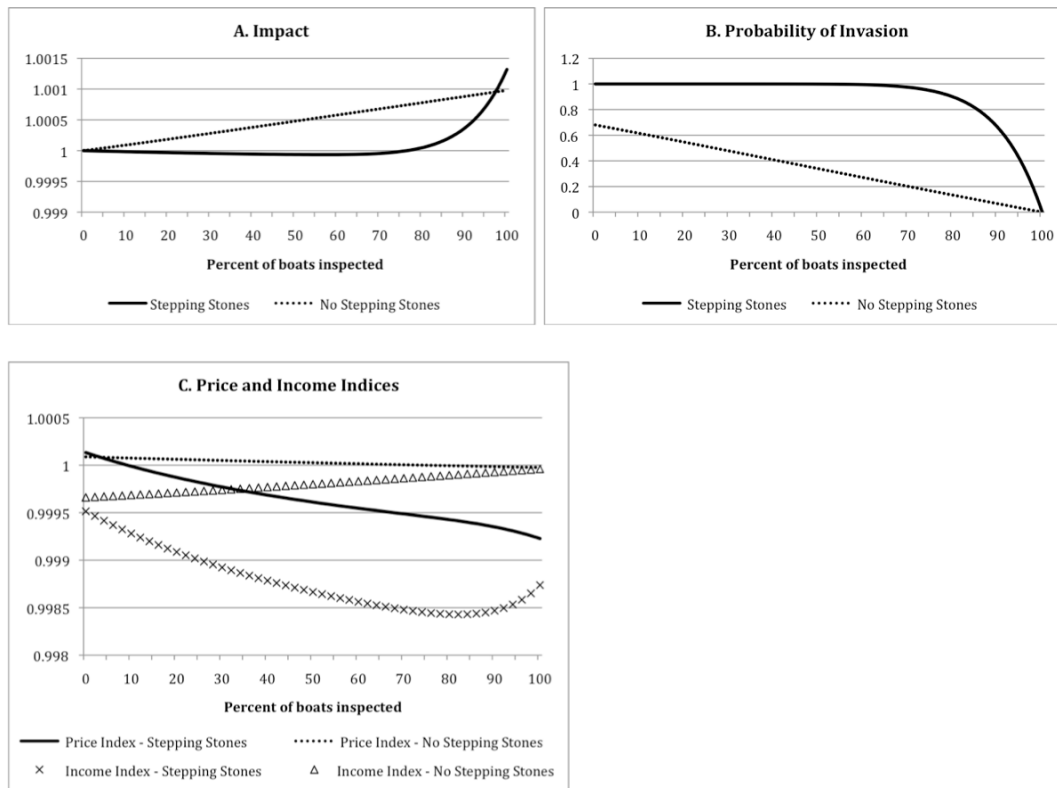 A. Impact
1.0015
1.001
1.0005
1
0.9995
0.999
0 10 20 30 40 50 60 70 80 90 100
Percent of boats inspected
Stepping Stones No Stepping Stones
B. Probability of Invasion
1.2
1
0.8
0.6
0.4
0.2
0
0 10 20 30 40 50 60 70 80 90 100
Percent of boats inspected
Stepping Stones No Stepping Stones
C. Price and Income Indices
1.0005
1
0.9995
0.999
0.9985
0.998
0 10 20 30 40 50 60 70 80 90 100
Percent of boats inspected
Price Index - Stepping Stones Price Index - No Stepping Stones
Income Index - Stepping Stones Income Index - No Stepping Stones